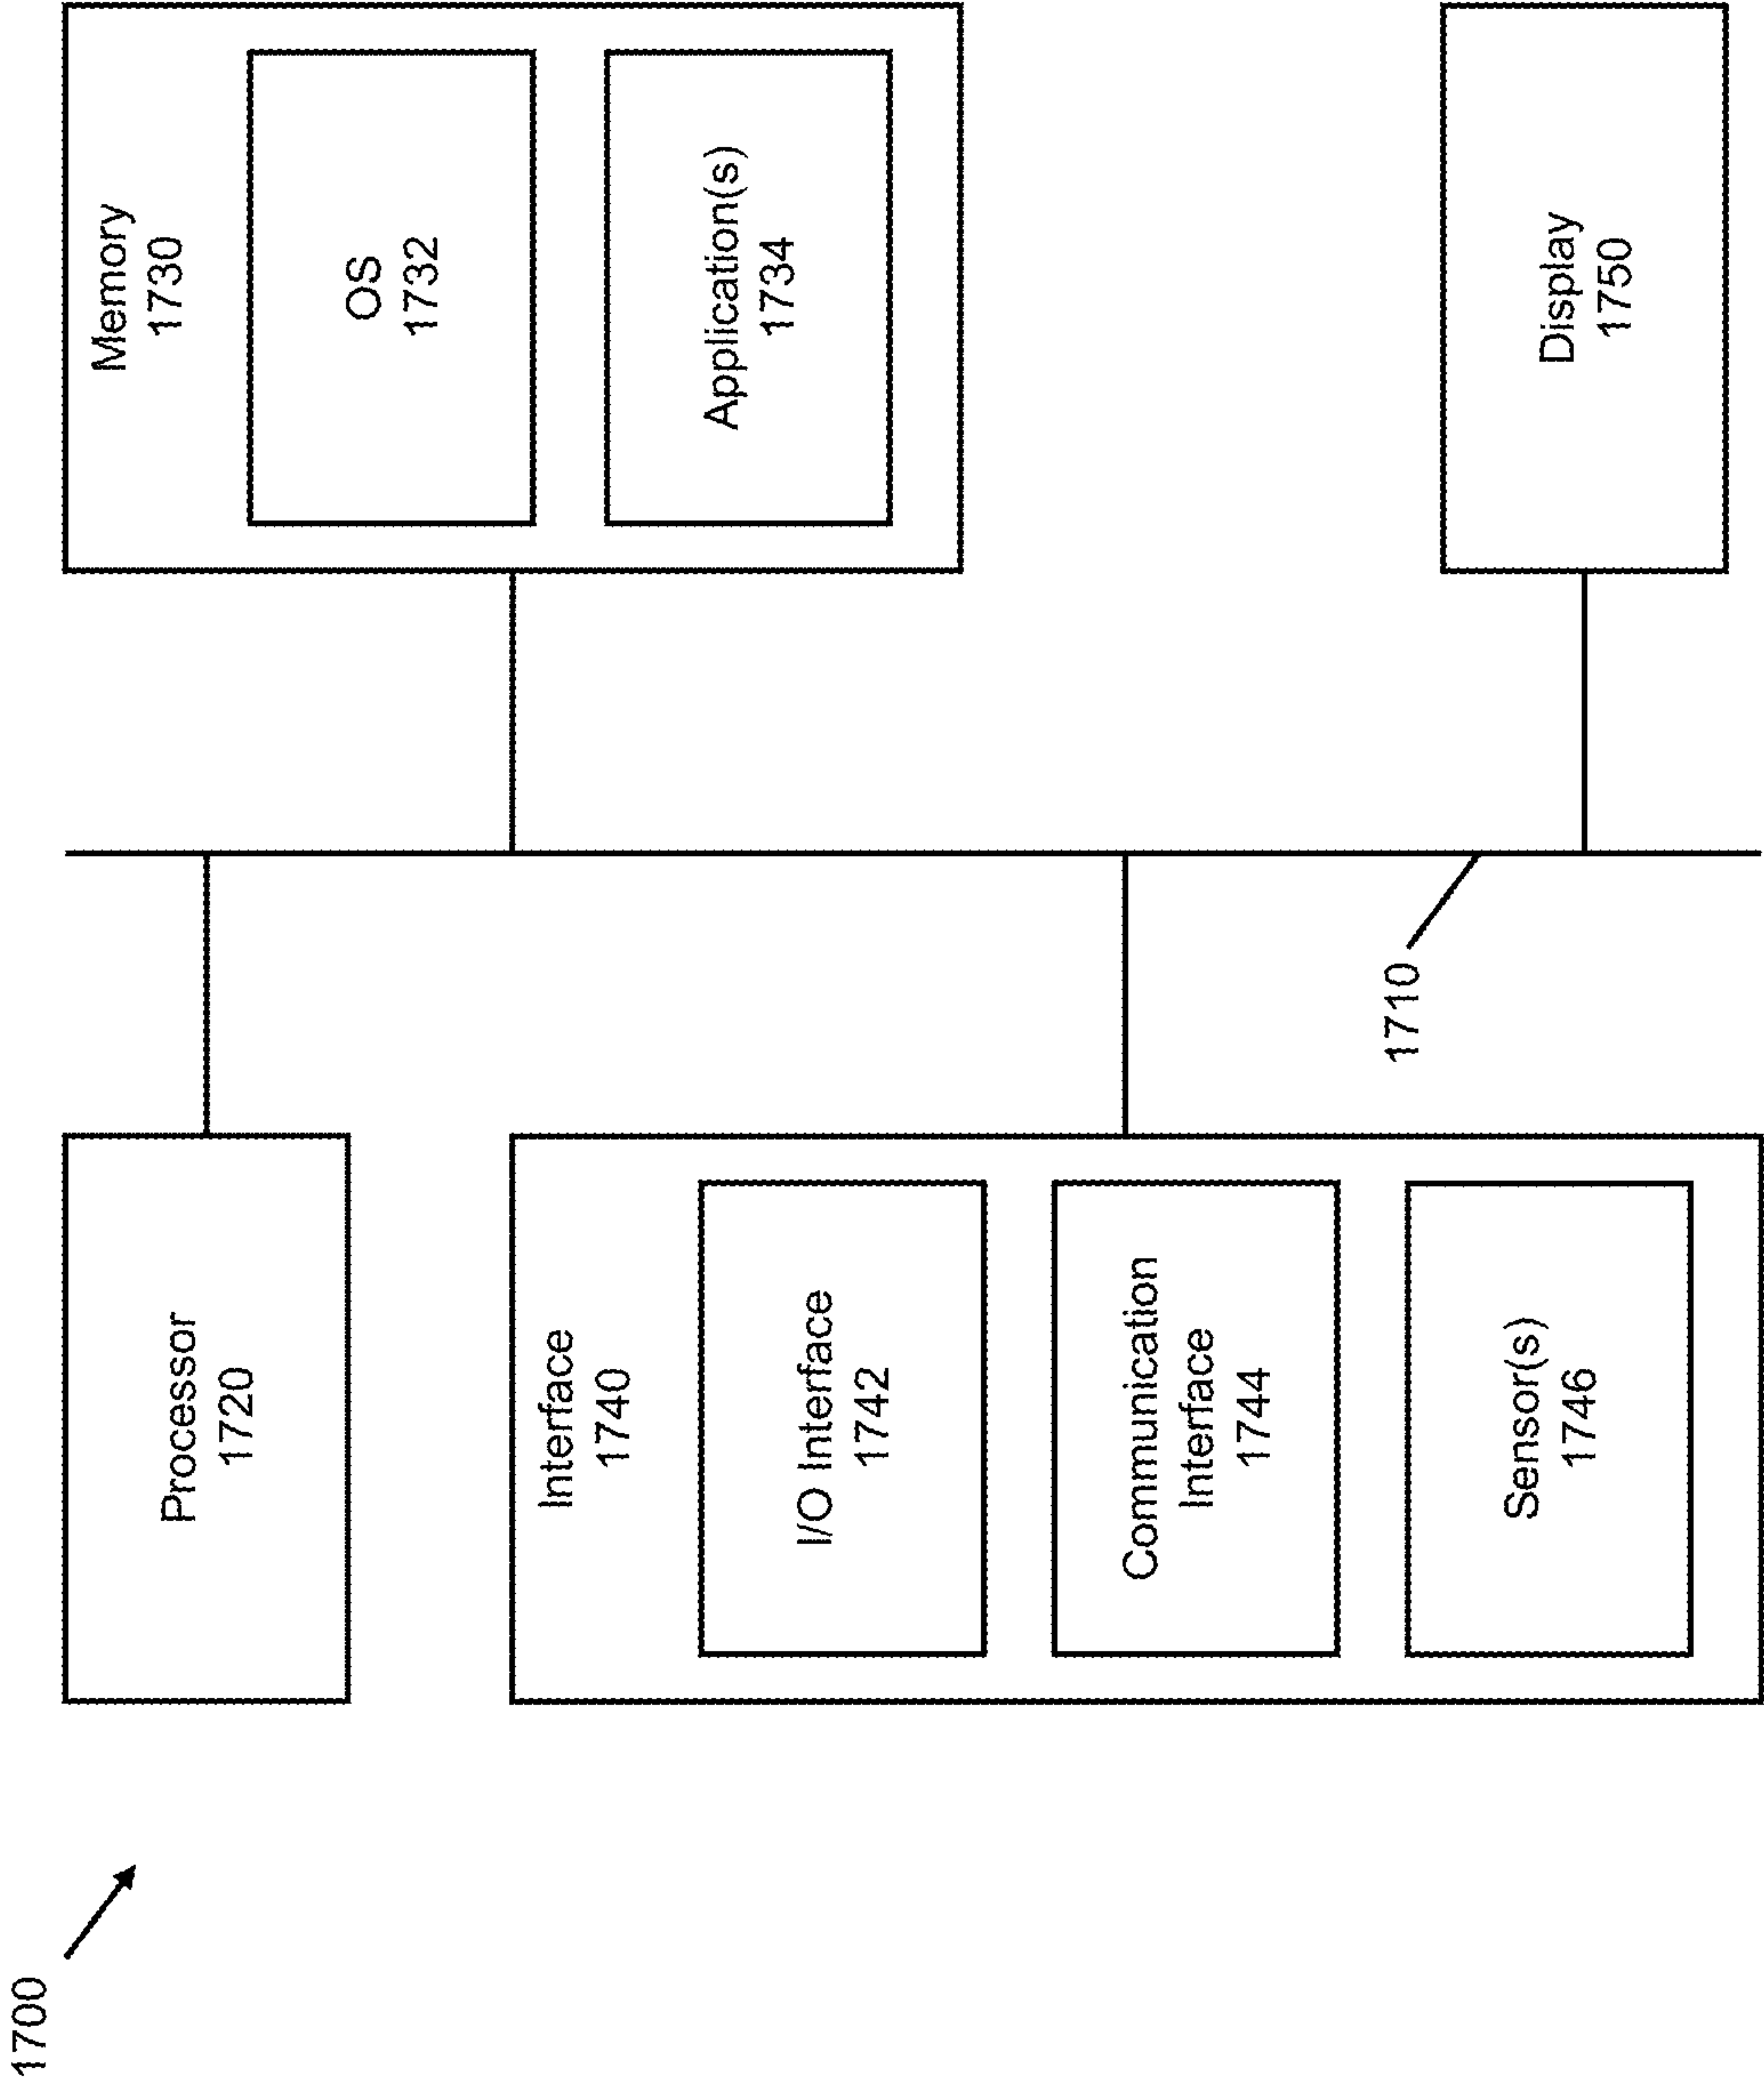 1700
Processor
1720
Memory
1730
OS
1732
Application(s)
1734
Interface
1740
I/O Interface
1742
Communication
Interface
1744
Sensor(s)
1746
1710
Display
1750